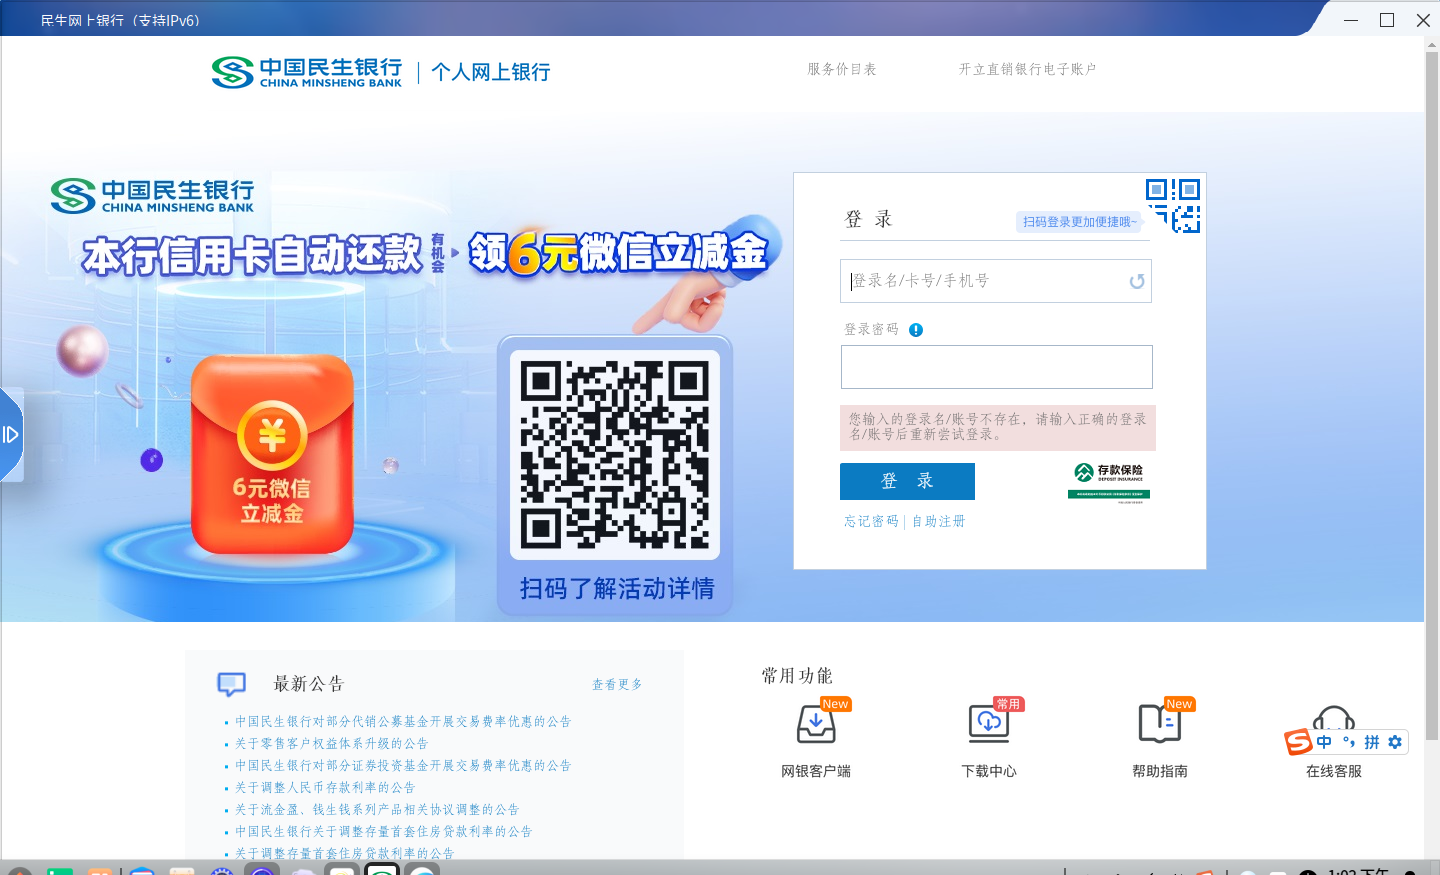 民生网上银行（支持IPv6）
中国民生银行
CHINA MINSHENG BANK
个人网上银行
服务价目表
开立直销银行电子账户
中国民生银行
CHINA MINSHENG BANK
本行信用卡自动还款
有机会
领6元微信立减金
6元微信
立减金
扫码了解活动详情
登 录
扫码登录更加便捷哦~
登录名/卡号/手机号
登录密码
您输入的登录名/账号不存在，请输入正确的登录
名/账号后重新尝试登录。
登 录
存款保险
DEPOSIT INSURANCE
忘记密码 | 自助注册
最新公告
查看更多
中国民生银行对部分代销公募基金开展交易费率优惠的公告
关于零售客户权益体系升级的公告
中国民生银行对部分证券投资基金开展交易费率优惠的公告
关于调整人民币存款利率的公告
关于流金盈、钱生钱系列产品相关协议调整的公告
中国民生银行关于调整存量首套住房贷款利率的公告
关于调整存量首套住房贷款利率的公告
常用功能
New
网银客户端
常用
下载中心
New
帮助指南
在线客服
中 °, 拼
1:02 下午